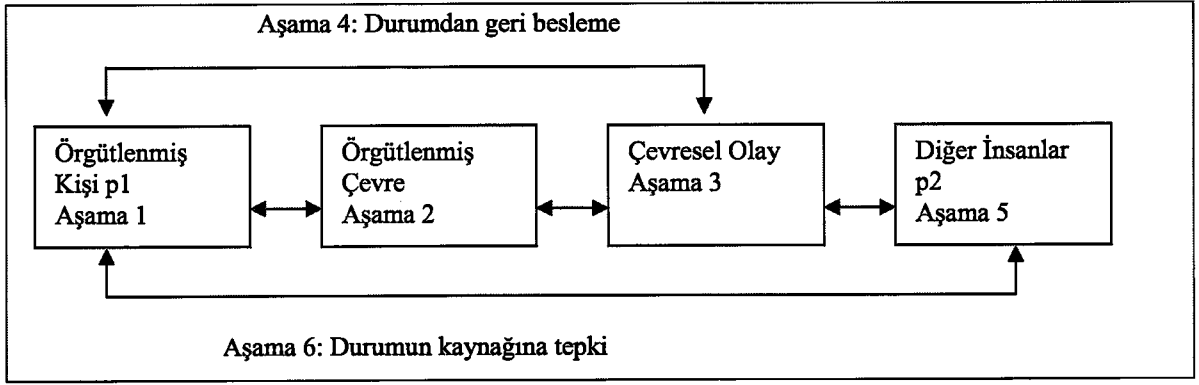 Aşama 4: Durumdan geri besleme
Örgütlenmiş
Kişi p1
Aşama 1
Örgütlenmiş
Çevre
Aşama 2
Çevresel Olay
Aşama 3
Diğer İnsanlar
p2
Aşama 5
Aşama 6: Durumun kaynağına tepki